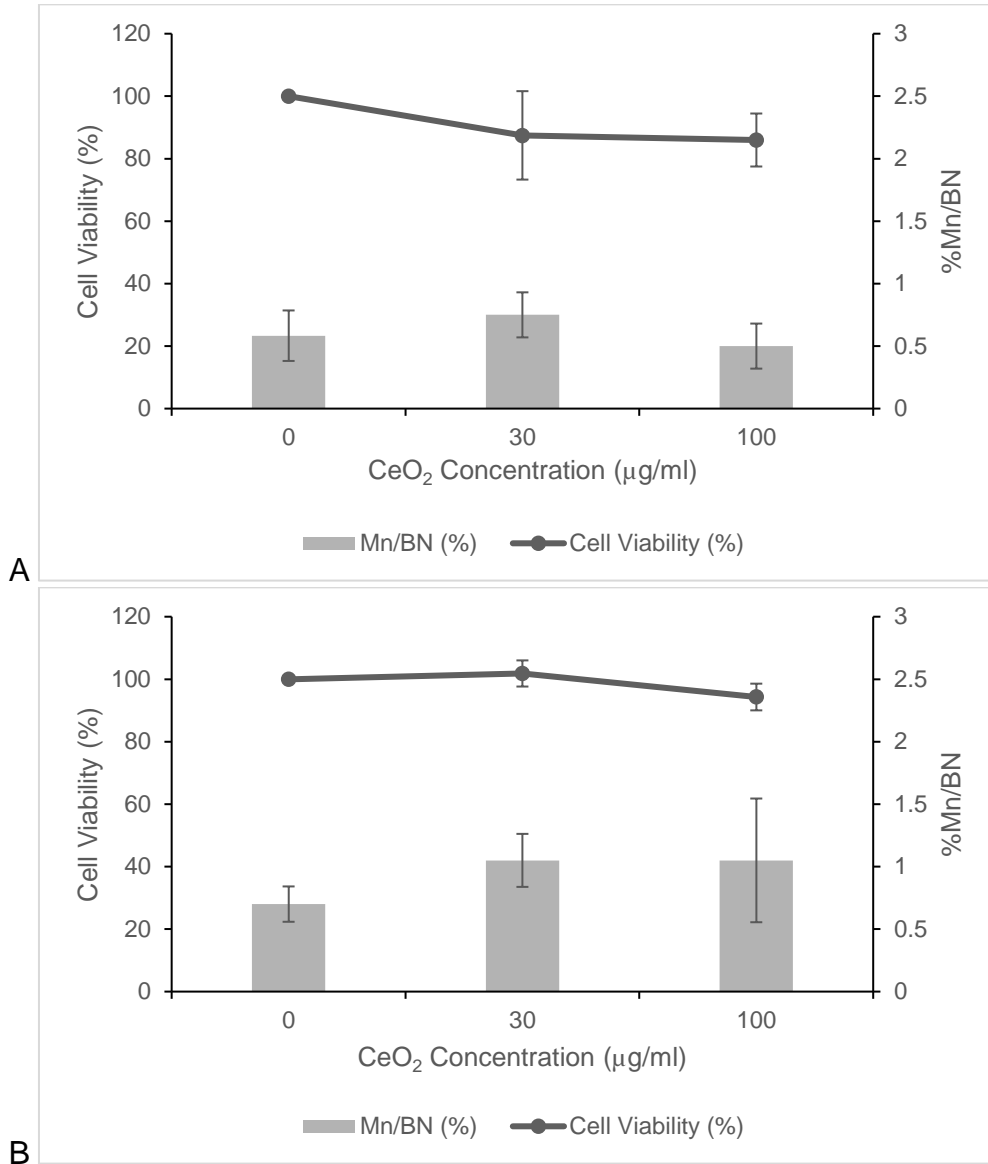 120
100
80
60
40
20
0
Cell Viability (%)
3
2.5
2
1.5
1
0.5
0
%Mn/BN
0 30 100
CeO₂ Concentration (µg/ml)
Mn/BN (%) Cell Viability (%)
A
120
100
80
60
40
20
0
Cell Viability (%)
3
2.5
2
1.5
1
0.5
0
%Mn/BN
0 30 100
CeO₂ Concentration (µg/ml)
Mn/BN (%) Cell Viability (%)
B